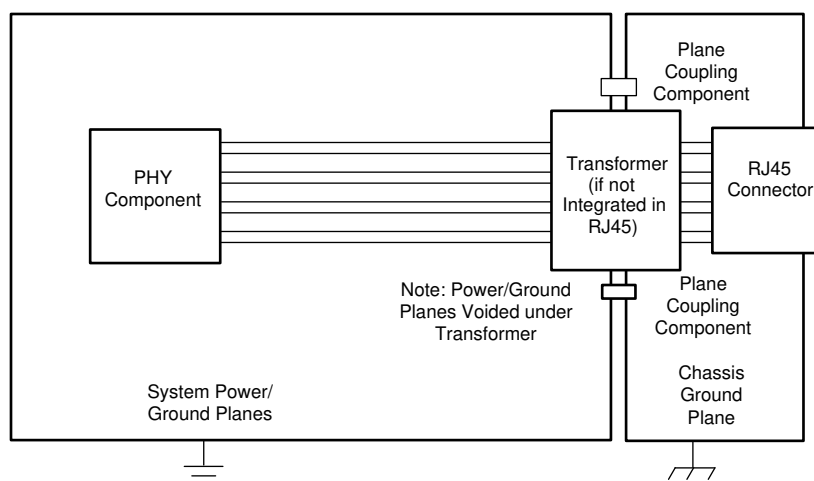 Plane
Coupling
Component
PHY
Component
Transformer
(if not
Integrated in
RJ45)
RJ45
Connector
Note: Power/Ground
Planes Voided under
Transformer
Plane
Coupling
Component
System Power/
Ground Planes
Chassis
Ground
Plane